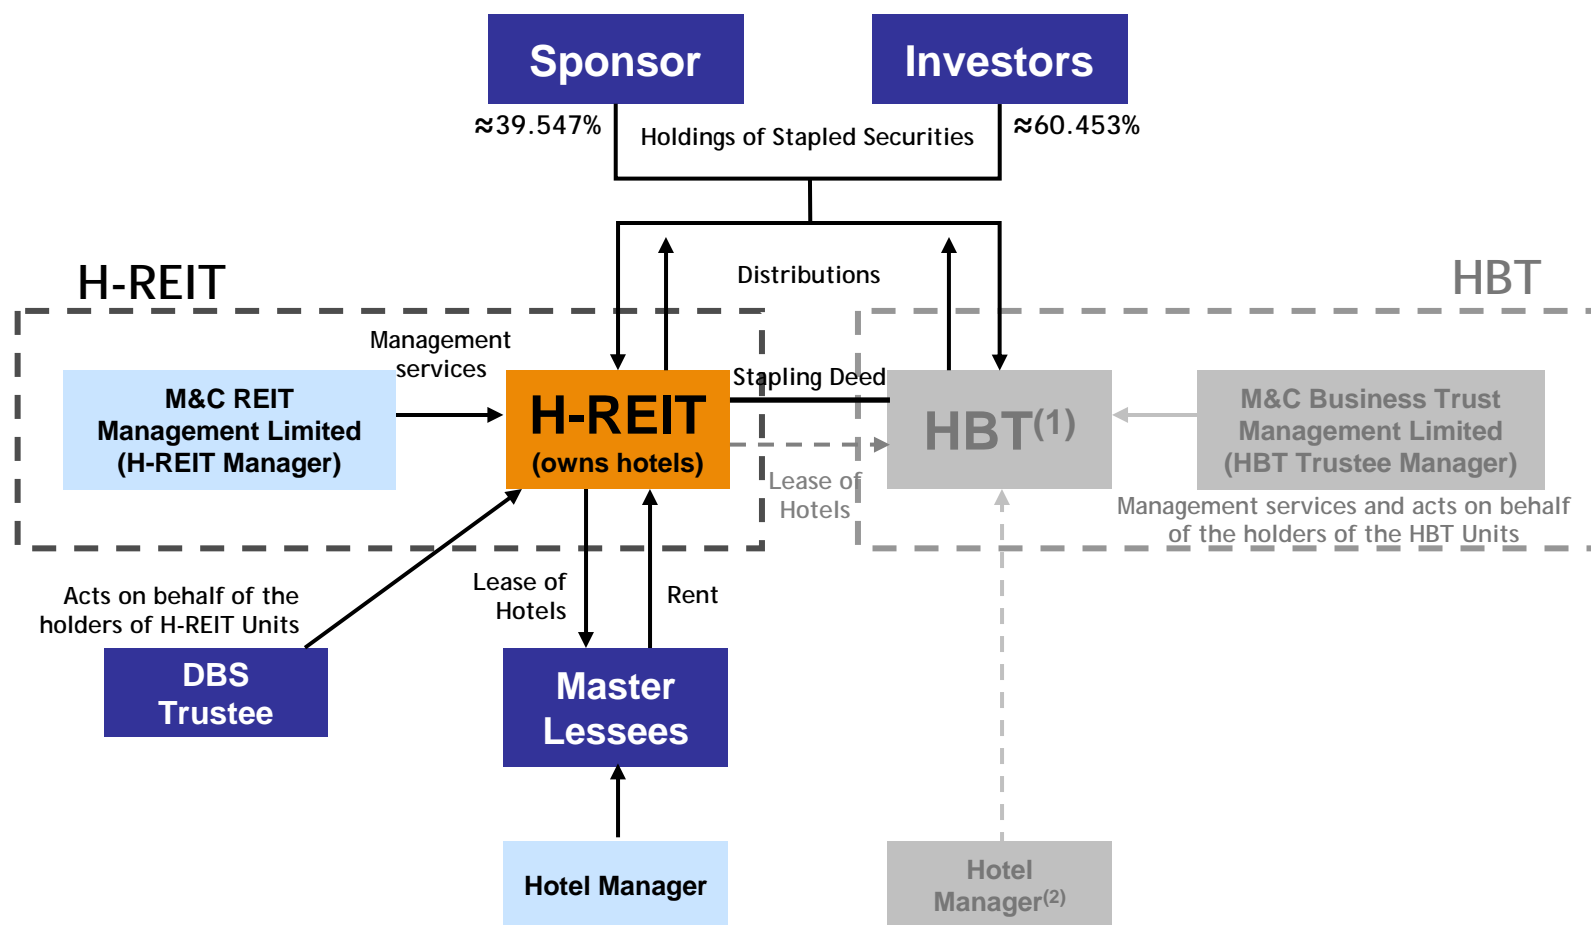 Sponsor
Investors
≈39.547%
Holdings of Stapled Securities
≈60.453%
H-REIT
Distributions
HBT
Management
services
M&C REIT
Management Limited
(H-REIT Manager)
H-REIT
(owns hotels)
Stapling Deed
HBT(1)
M&C Business Trust
Management Limited
(HBT Trustee Manager)
Lease of
Hotels
Management services and acts on behalf
of the holders of the HBT Units
Acts on behalf of the
holders of H-REIT Units
Lease of
Hotels
Rent
DBS
Trustee
Master
Lessees
Hotel Manager
Hotel
Manager(2)